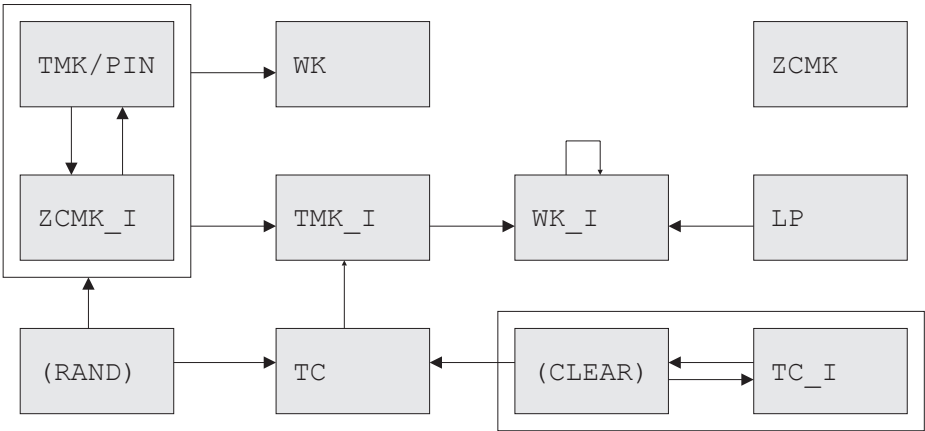 TMK/PIN
WK
ZCMK
ZCMK_I
TMK_I
WK_I
LP
(RAND)
TC
(CLEAR)
TC_I